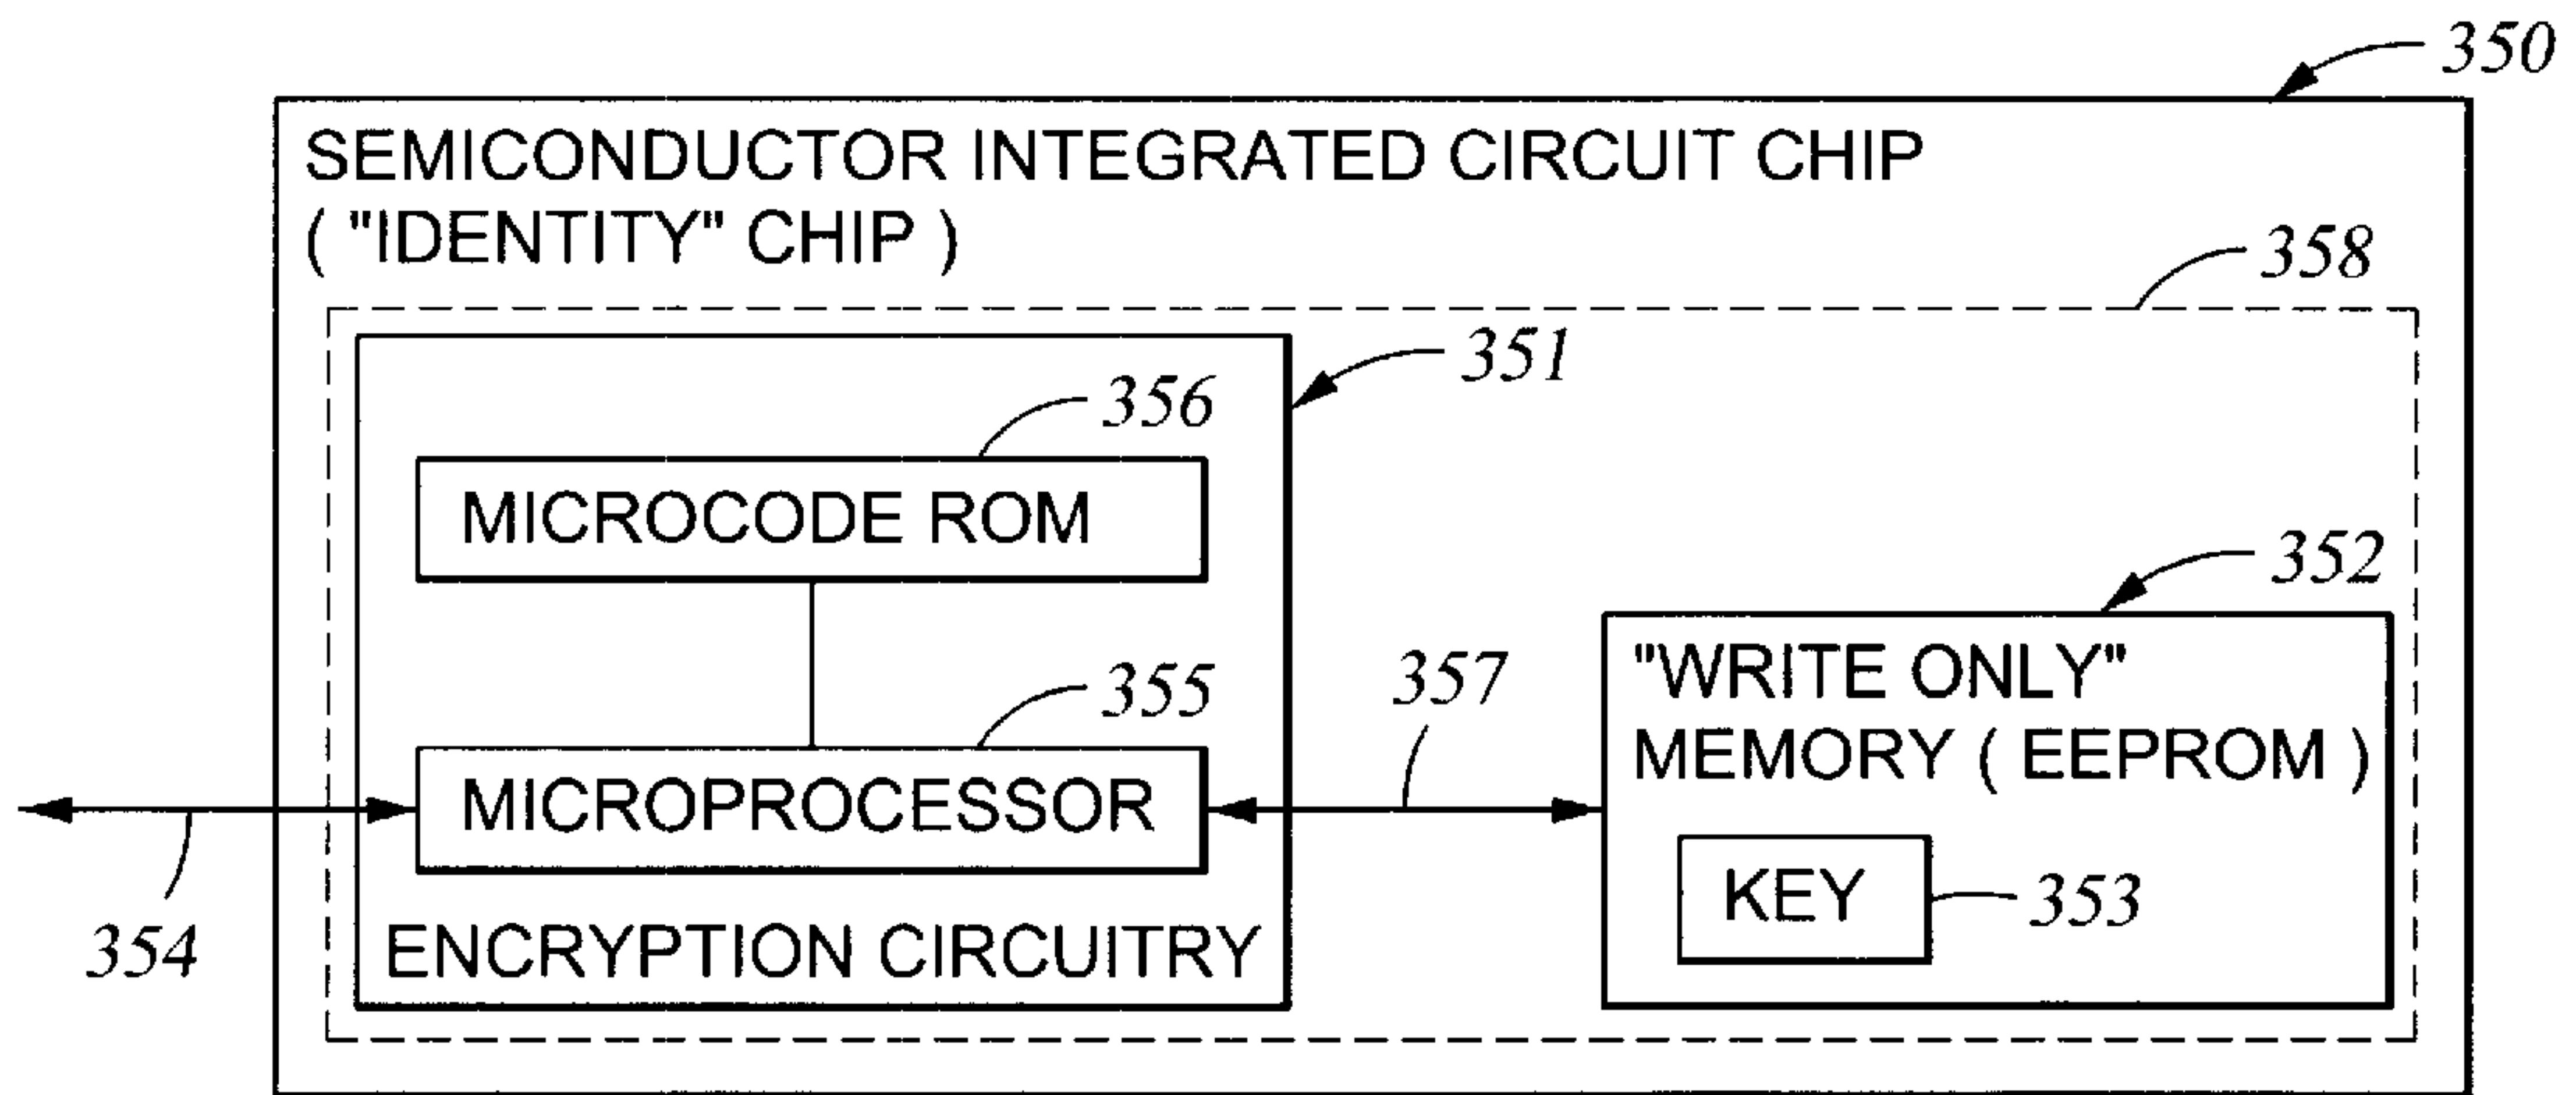 350
SEMICONDUCTOR INTEGRATED CIRCUIT CHIP
( "IDENTITY" CHIP )
358
351
356
MICROCODE ROM
352
"WRITE ONLY"
MEMORY ( EEPROM )
355
357
MICROPROCESSOR
KEY
353
354
ENCRYPTION CIRCUITRY